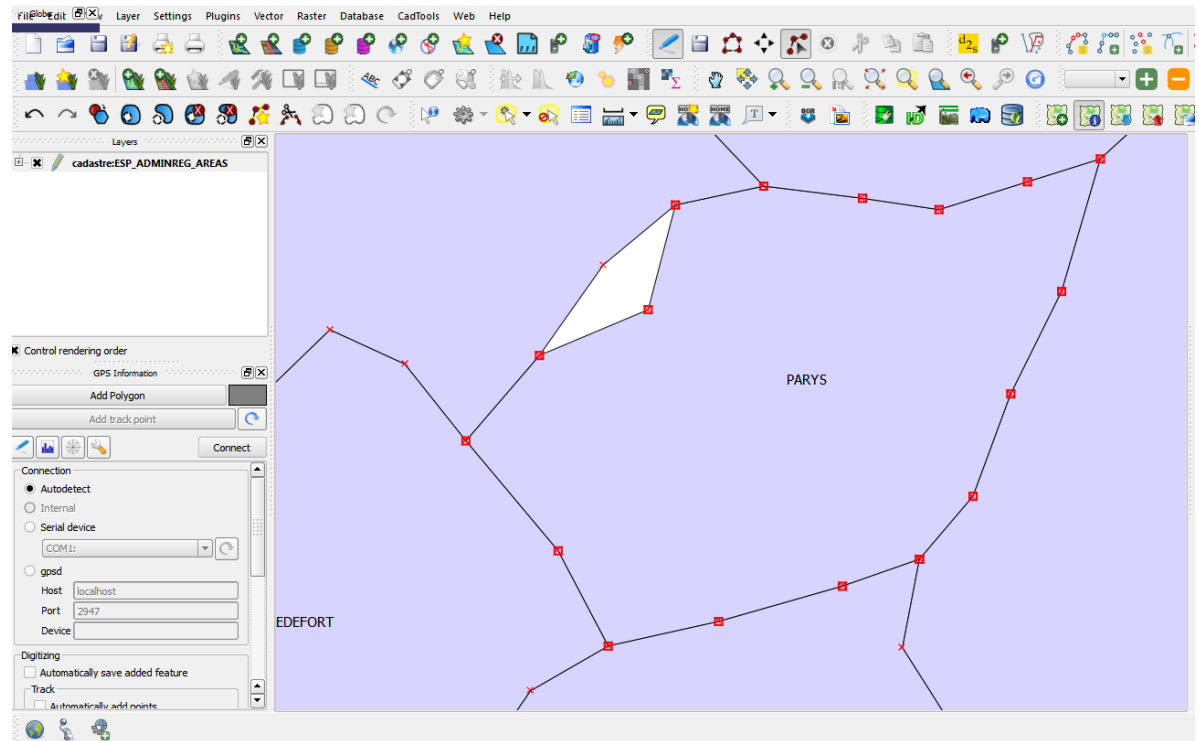 File Edit View Layer Settings Plugins Vector Raster Database CadTools Web Help
Globe
Layers
cadastre:ESP_ADMINREG_AREAS
Control rendering order
GPS Information
Add Polygon
Add track point
Connect
Connection
Autodetect
Internal
Serial device
COM1:
gpsd
Host localhost
Port 2947
Device
Digitizing
Automatically save added feature
Track
Automatically add points
PARYS
EDEFORT